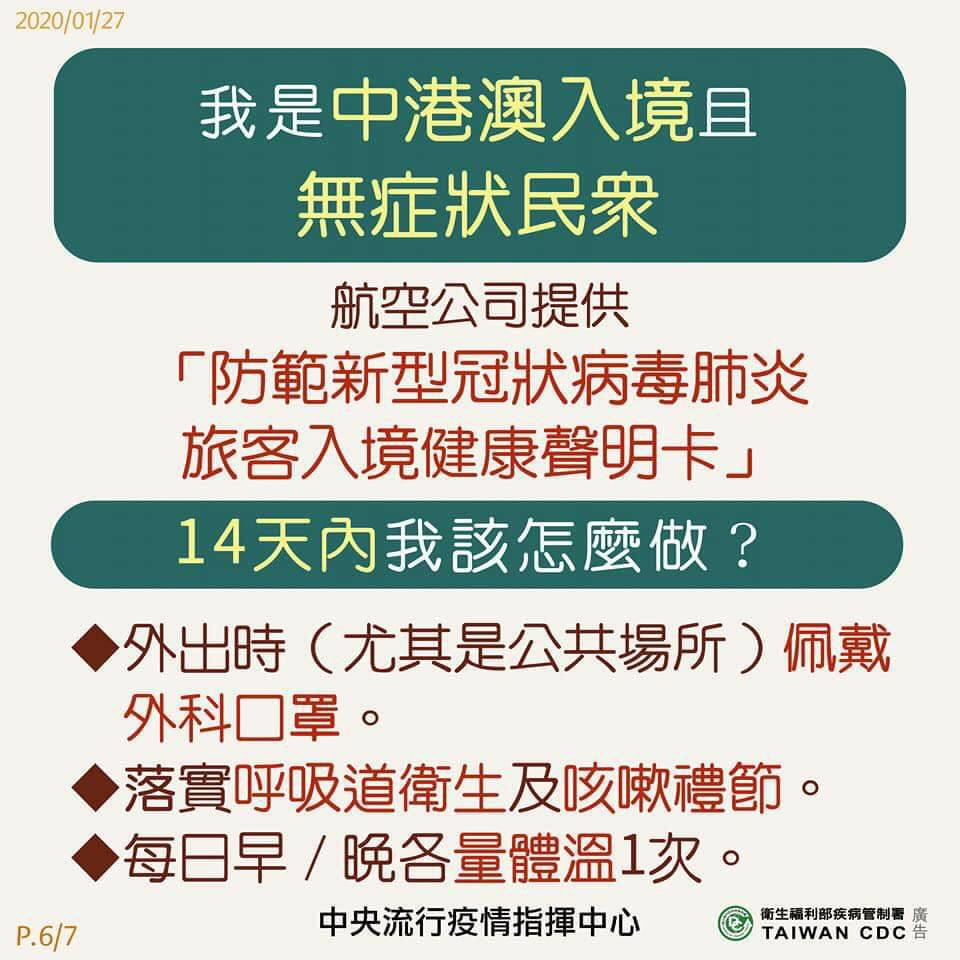 2020/01/27
我是中港澳入境且
無症狀民眾
航空公司提供
「防範新型冠狀病毒肺炎
旅客入境健康聲明卡」
14天內我該怎麼做？
◆外出時（尤其是公共場所）佩戴
外科口罩。
◆落實呼吸道衛生及咳嗽禮節。
◆每日早/晚各量體溫1次。
中央流行疫情指揮中心
衛生福利部疾病管制署
TAIWAN CDC
廣告
P.6/7